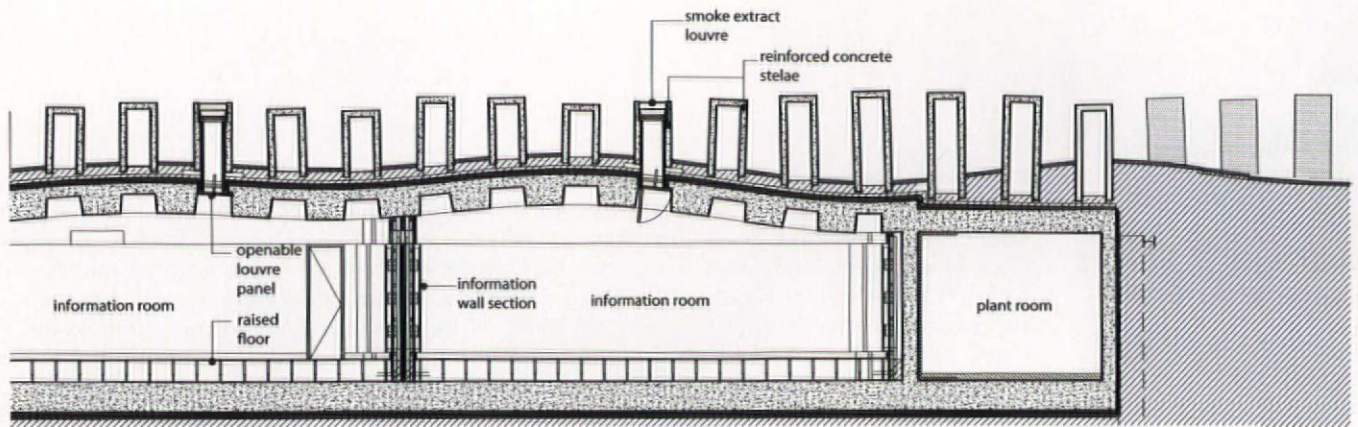 smoke extract
louvre
reinforced concrete
stelae
openable
louvre
panel
information room
raised
floor
information
wall section
information room
plant room